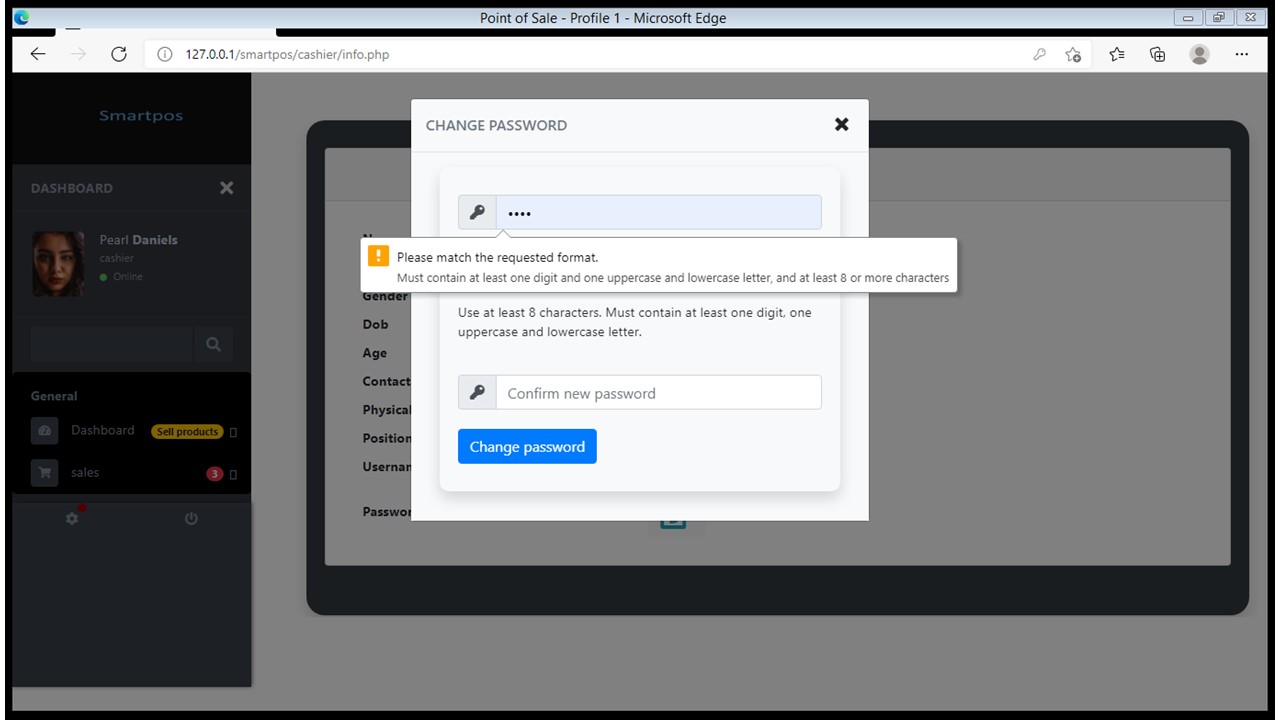 Point of Sale - Profile 1 - Microsoft Edge
127.0.0.1/smartpos/cashier/info.php
Smartpos
DASHBOARD
Pearl Daniels
cashier
Online
General
Dashboard Sell products
sales 3
CHANGE PASSWORD
••••
Please match the requested format.
Must contain at least one digit and one uppercase and lowercase letter, and at least 8 or more characters
Use at least 8 characters. Must contain at least one digit, one
uppercase and lowercase letter.
Confirm new password
Change password
Gender
Dob
Age
Contact
Physical
Position